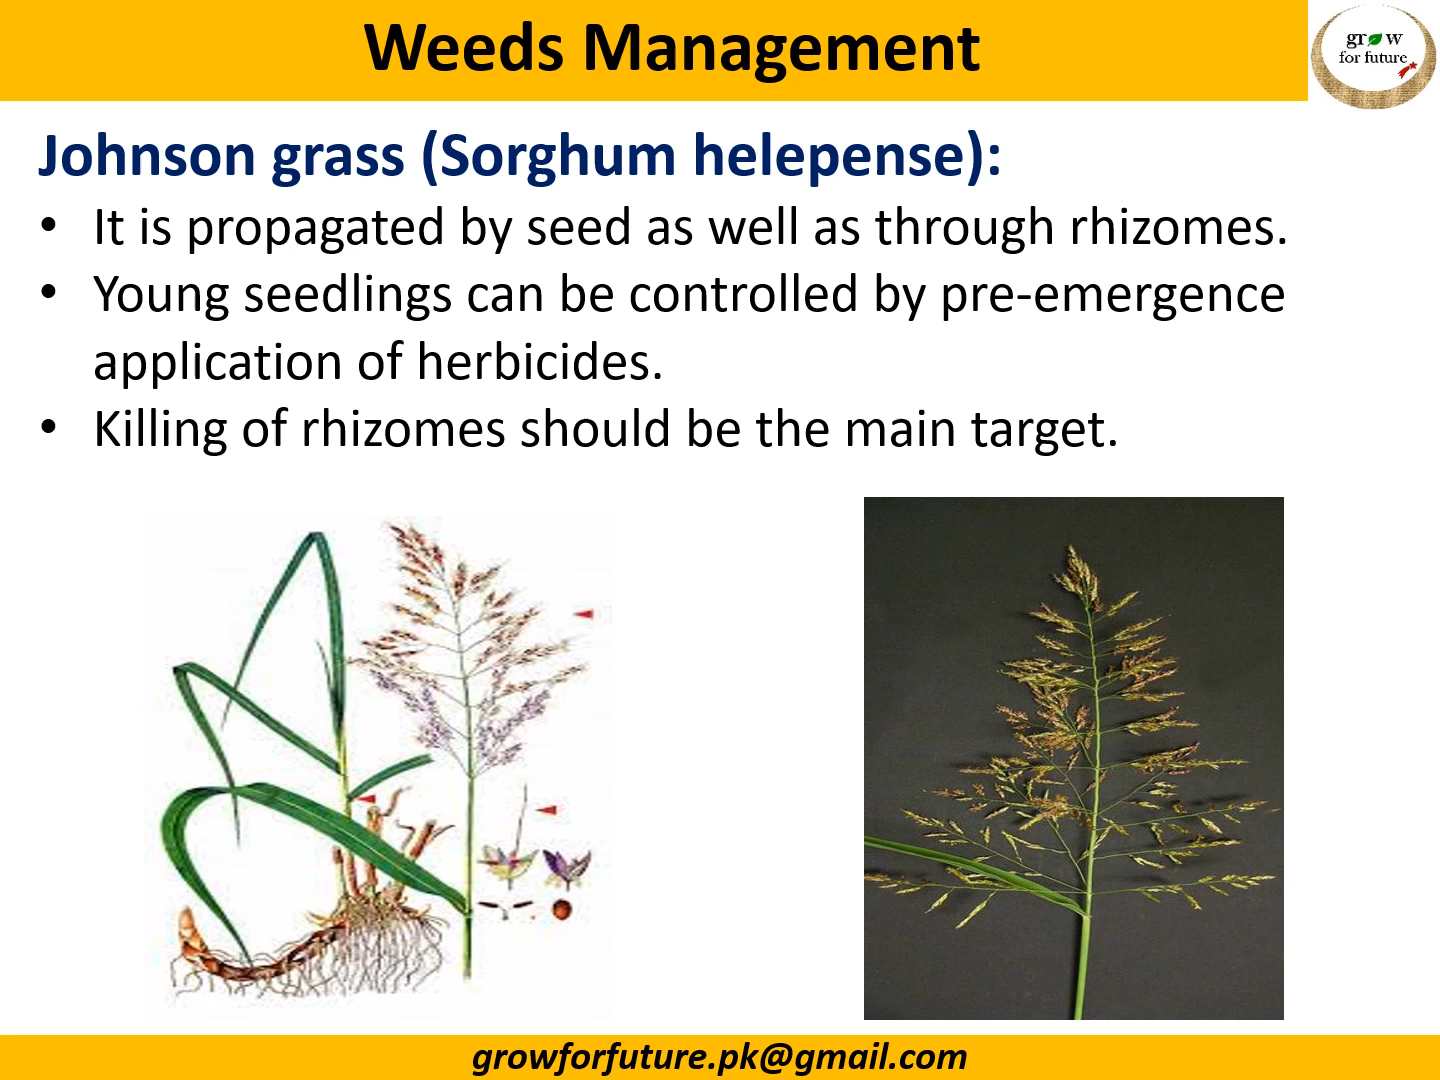 Weeds Management
grow
for future
Johnson grass (Sorghum helepense):
• It is propagated by seed as well as through rhizomes.
• Young seedlings can be controlled by pre-emergence
application of herbicides.
• Killing of rhizomes should be the main target.
growforfuture.pk@gmail.com